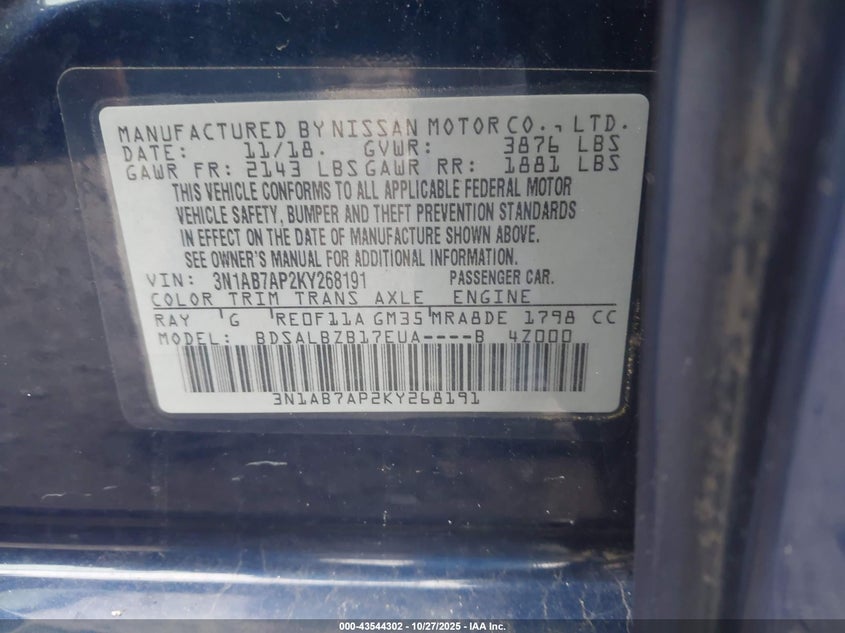 MANUFACTURED BY NISSAN MOTOR CO., LTD.
DATE: 11/18. GVWR: 3876 LBS
GAWR FR: 2143 LBS GAWR RR: 1881 LBS
THIS VEHICLE CONFORMS TO ALL APPLICABLE FEDERAL MOTOR
VEHICLE SAFETY, BUMPER AND THEFT PREVENTION STANDARDS
IN EFFECT ON THE DATE OF MANUFACTURE SHOWN ABOVE.
SEE OWNER'S MANUAL FOR ADDITIONAL INFORMATION.
VIN: 3N1AB7AP2KY268191 PASSENGER CAR.
COLOR TRIM TRANS AXLE ENGINE
RAY 'G RE0F11A GM35 MRA8DE 1798 CC
MODEL: BDSALBZB17EUA----B 4Z000
3N1AB7AP2KY268191
000-43544302 - 10/27/2025 - IAA Inc.